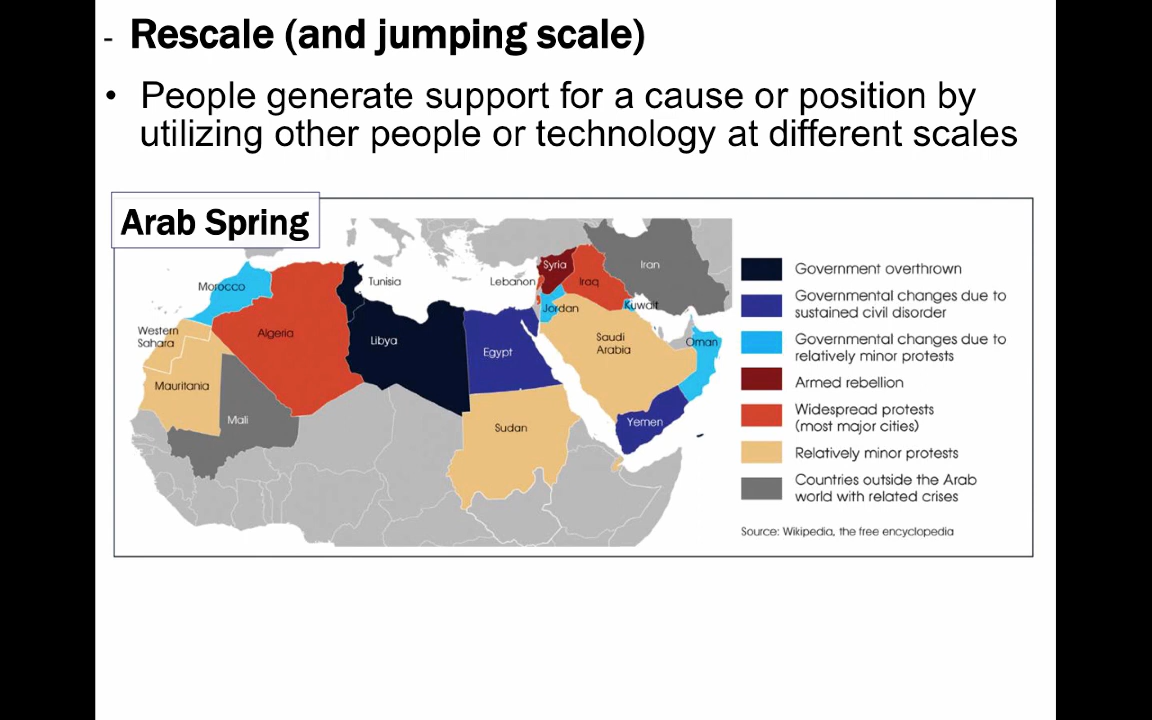 - Rescale (and jumping scale)
• People generate support for a cause or position by
utilizing other people or technology at different scales
Arab Spring
Morocco
Tunisia
Lebanon
Syria
Iraq
Iran
Jordan
Kuwait
Western
Sahara
Algeria
Libya
Egypt
Saudi
Arabia
Oman
Mauritania
Mali
Sudan
Yemen
Government overthrown
Governmental changes due to
sustained civil disorder
Governmental changes due to
relatively minor protests
Armed rebellion
Widespread protests
(most major cities)
Relatively minor protests
Countries outside the Arab
world with related crises
Source: Wikipedia, the free encyclopedia